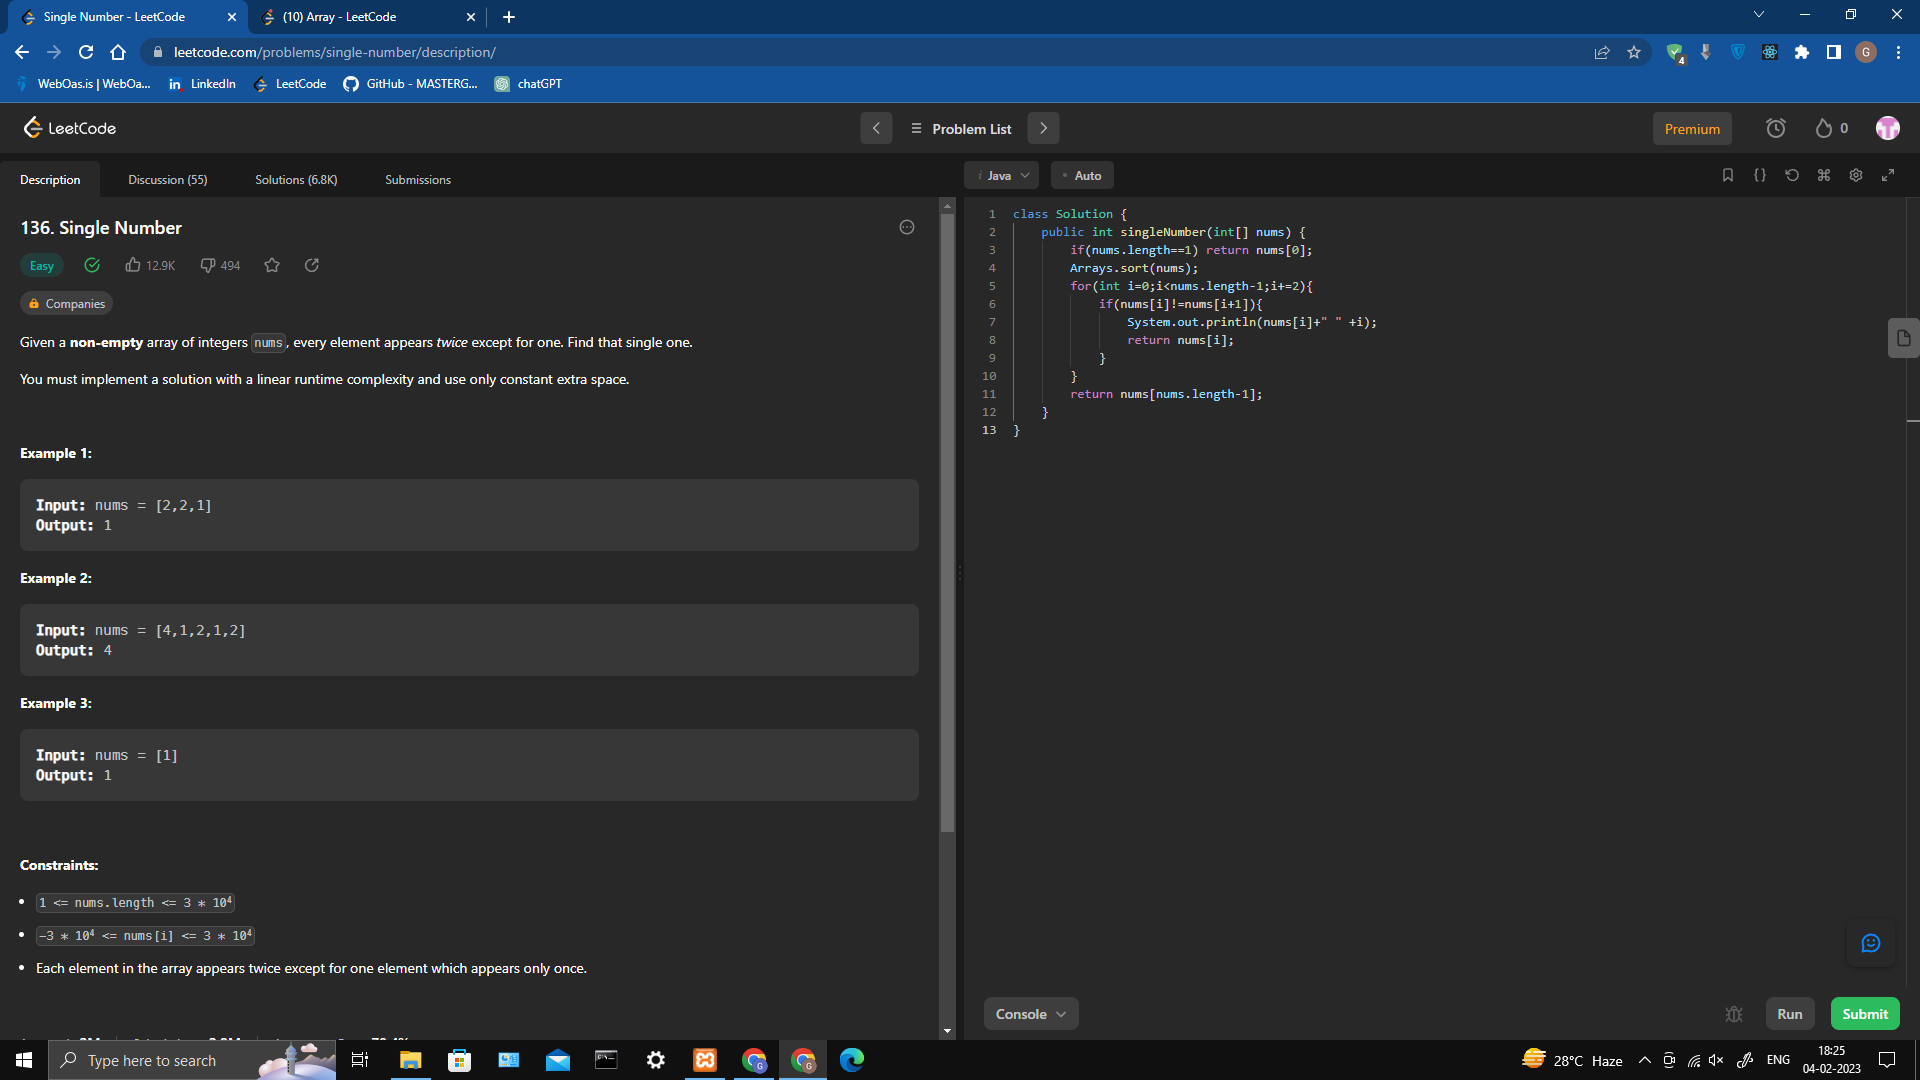 Single Number - LeetCode
(10) Array - LeetCode
leetcode.com/problems/single-number/description/
4
G
WebOas.is | WebOa...
LinkedIn
LeetCode
GitHub - MASTERG...
chatGPT
LeetCode
Problem List
Premium
0
Description
Discussion (55)
Solutions (6.8K)
Submissions
136. Single Number
Easy
12.9K
494
Companies
Given a non-empty array of integers nums, every element appears twice except for one. Find that single one.
You must implement a solution with a linear runtime complexity and use only constant extra space.
Example 1:
Input: nums = [2,2,1]
Output: 1
Example 2:
Input: nums = [4,1,2,1,2]
Output: 4
Example 3:
Input: nums = [1]
Output: 1
Constraints:
• 1 <= nums.length <= 3 * 10⁴
• -3 * 10⁴ <= nums[i] <= 3 * 10⁴
• Each element in the array appears twice except for one element which appears only once.
i Java
• Auto
1 class Solution {
2     public int singleNumber(int[] nums) {
3         if(nums.length==1) return nums[0];
4         Arrays.sort(nums);
5         for(int i=0;i<nums.length-1;i+=2){
6             if(nums[i]!=nums[i+1]){
7                 System.out.println(nums[i]+" " +i);
8                 return nums[i];
9             }
10         }
11         return nums[nums.length-1];
12     }
13 }
Console
Run
Submit
Type here to search
28°C Haze
ENG
18:25
04-02-2023